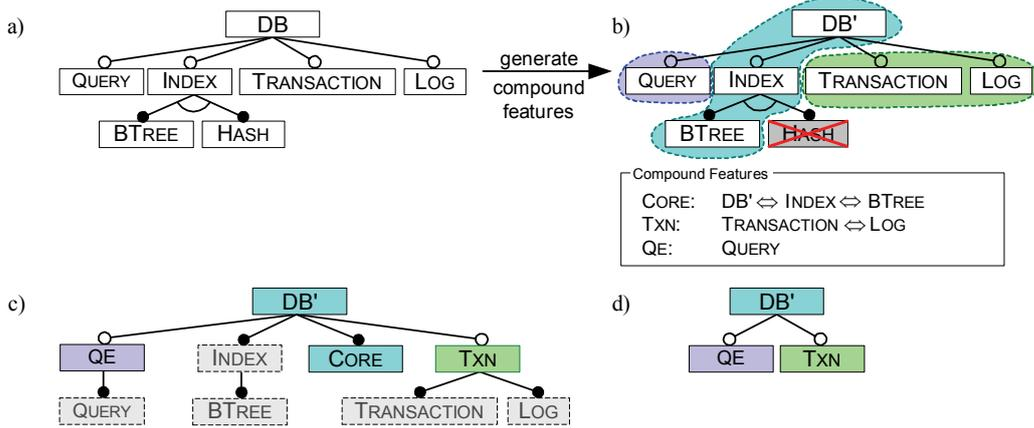 a)
DB
QUERY INDEX TRANSACTION LOG
BTREE HASH
generate
compound
features
b)
DB'
QUERY INDEX TRANSACTION LOG
BTREE HASH
Compound Features
CORE: DB' ⇔ INDEX ⇔ BTREE
TXN: TRANSACTION ⇔ LOG
QE: QUERY
c)
DB'
QE INDEX CORE TXN
QUERY BTREE TRANSACTION LOG
d)
DB'
QE TXN